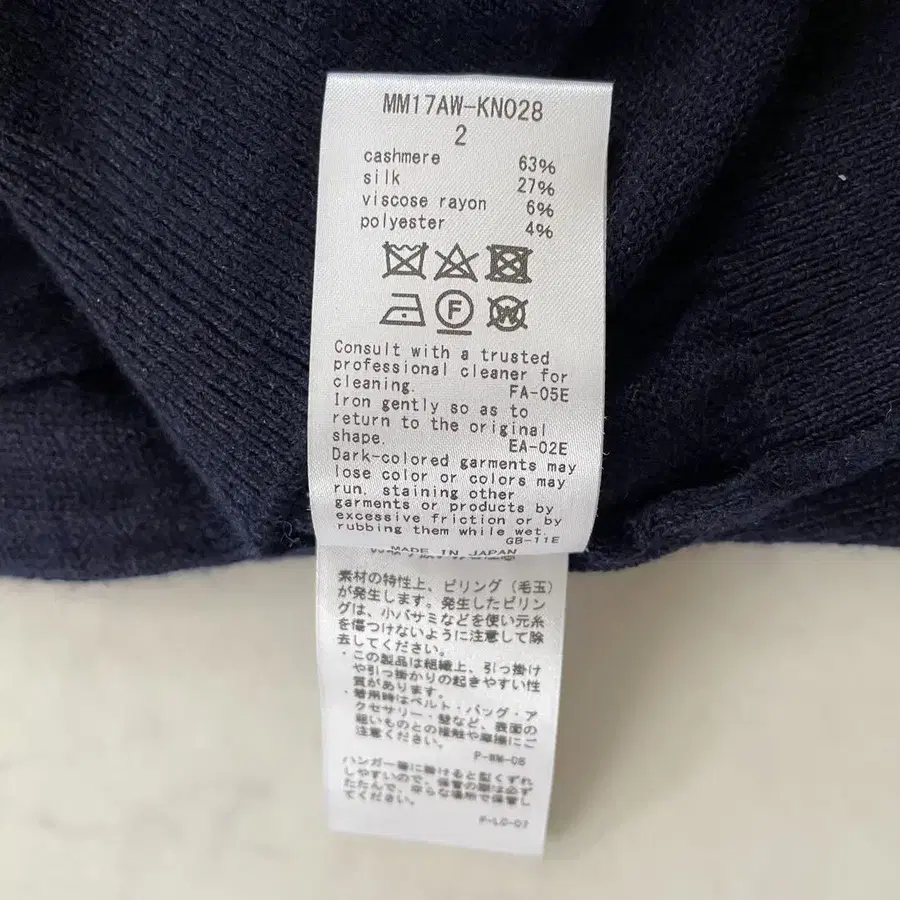 MM17AW-KN028
2
cashmere 63%
silk 27%
viscose rayon 6%
polyester 4%
F
W
Consult with a trusted
professional cleaner for
cleaning. FA-05E
Iron gently so as to
return to the original
shape. EA-02E
Dark-colored garments may
lose color or colors may
run, staining other
garments or products by
excessive friction or by
rubbing them while wet.
GB-11E
MADE IN JAPAN
素材の特性上、ピリング（毛玉）
が発生します。発生したピリン
グは、小バサミなどを使い元糸
を傷つけないように注意して除
去してください。
・この製品は組織上、引っ掛け
や引っ掛かりの起きやすい性
質があります。
・着用時はベルト・バッグ・ア
クセサリー・壁など、表面の
粗いものとの接触や摩擦にご
注意ください。
P-WW-08
ハンガー等に掛けると型くずれ
しやすいので、保管の際は必ず
たたんで、平らな場所で保管し
てください。
P-LO-07